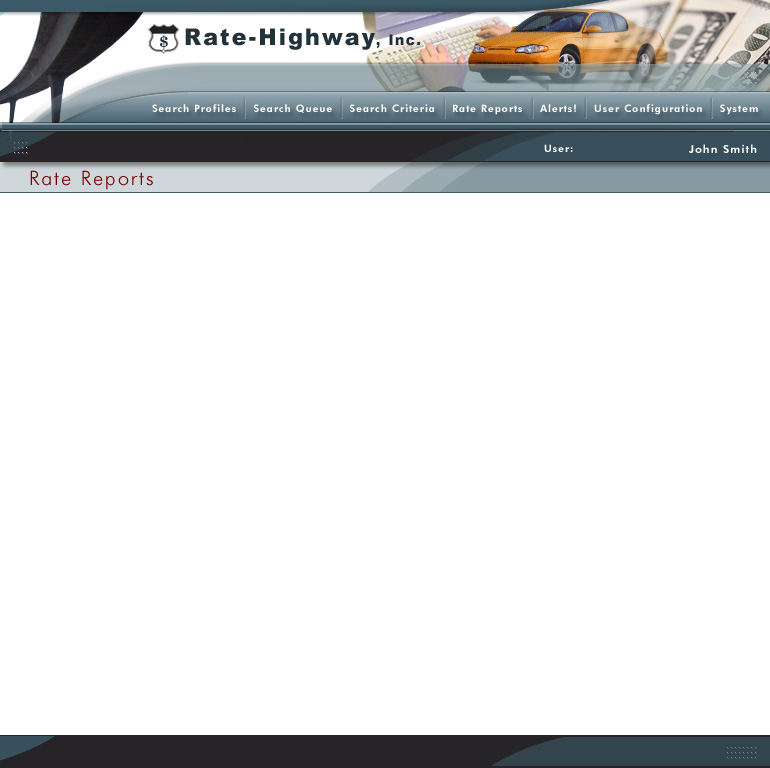 $ Rate-Highway, Inc.
Search Profiles Search Queue Search Criteria Rate Reports Alerts! User Configuration System
User: John Smith
Rate Reports